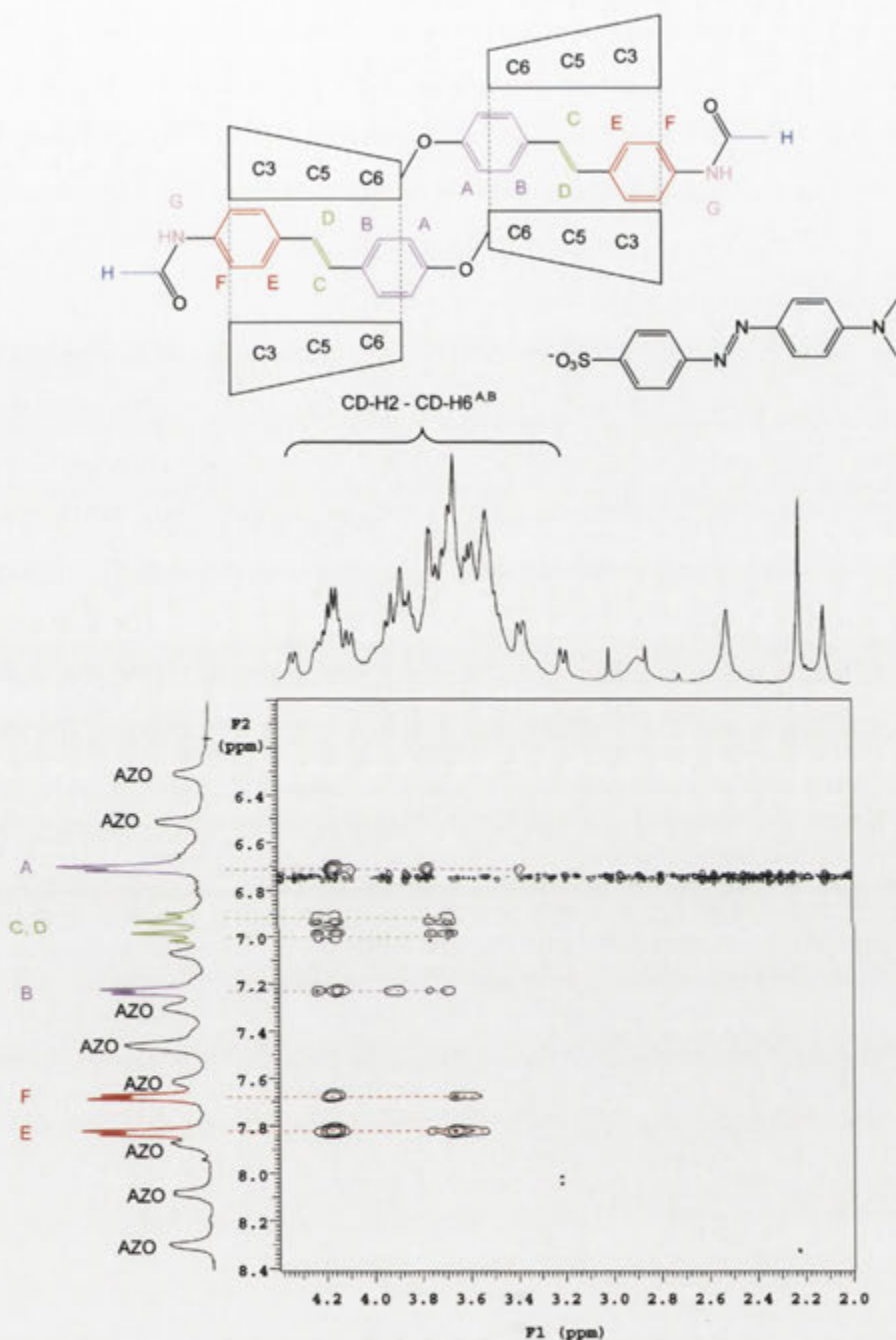 C6 C5 C3
O C E F O H
C3 C5 C6 O
A B D NH
G D B A G
HN C6 C5 C3
H F E C O
O
C3 C5 C6 -O3S N N N
CD-H2 - CD-H6A,B
F2
(ppm)
AZO
6.4
AZO
6.6
A
6.8
C, D
7.0
B
7.2
AZO
7.4
AZO
AZO
7.6
F
E
7.8
AZO
8.0
AZO
8.2
AZO
8.4
4.2 4.0 3.8 3.6 3.4 3.2 3.0 2.8 2.6 2.4 2.2 2.0
F1 (ppm)